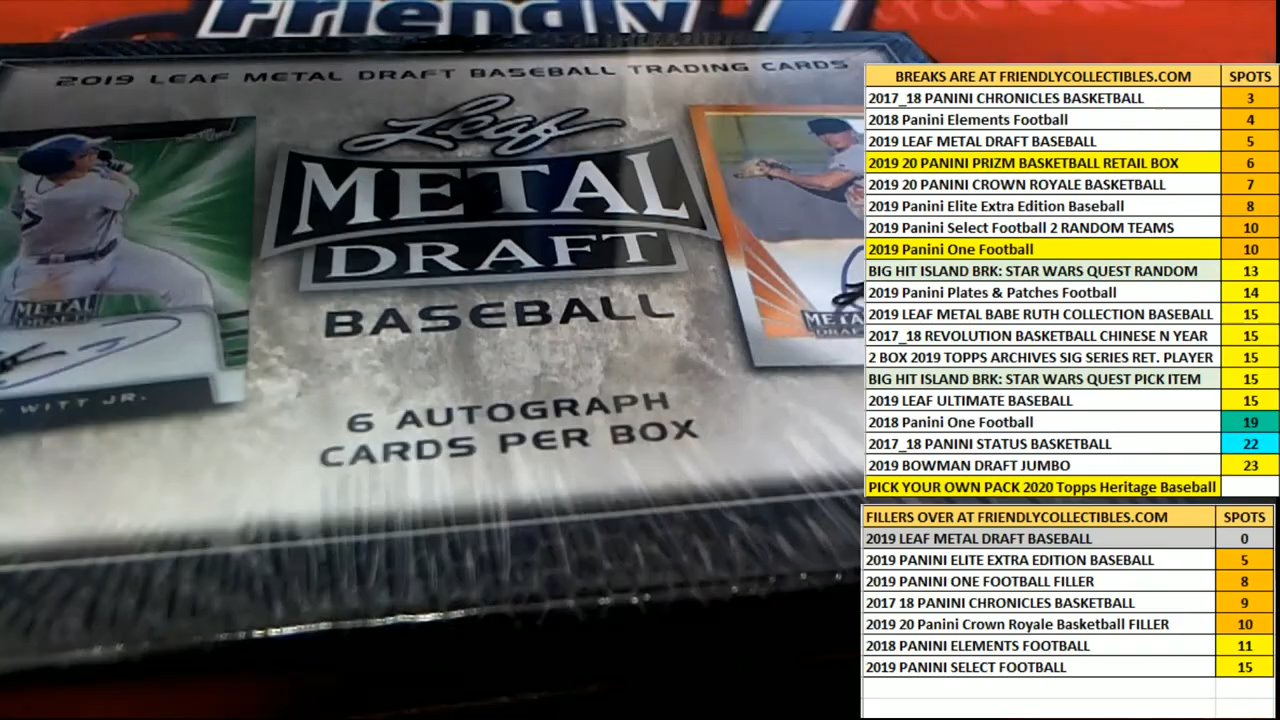 Friendly
2019 LEAF METAL DRAFT BASEBALL TRADING CARDS
Leaf
METAL
DRAFT
BASEBALL
6 AUTOGRAPH
CARDS PER BOX
METAL
DRAFT
WITT JR.
BREAKS ARE AT FRIENDLYCOLLECTIBLES.COM SPOTS
2017_18 PANINI CHRONICLES BASKETBALL 3
2018 Panini Elements Football 4
2019 LEAF METAL DRAFT BASEBALL 5
2019 20 PANINI PRIZM BASKETBALL RETAIL BOX 6
2019 20 PANINI CROWN ROYALE BASKETBALL 7
2019 Panini Elite Extra Edition Baseball 8
2019 Panini Select Football 2 RANDOM TEAMS 10
2019 Panini One Football 10
BIG HIT ISLAND BRK: STAR WARS QUEST RANDOM 13
2019 Panini Plates & Patches Football 14
2019 LEAF METAL BABE RUTH COLLECTION BASEBALL 15
2017_18 REVOLUTION BASKETBALL CHINESE N YEAR 15
2 BOX 2019 TOPPS ARCHIVES SIG SERIES RET. PLAYER 15
BIG HIT ISLAND BRK: STAR WARS QUEST PICK ITEM 15
2019 LEAF ULTIMATE BASEBALL 15
2018 Panini One Football 19
2017_18 PANINI STATUS BASKETBALL 22
2019 BOWMAN DRAFT JUMBO 23
PICK YOUR OWN PACK 2020 Topps Heritage Baseball
FILLERS OVER AT FRIENDLYCOLLECTIBLES.COM SPOTS
2019 LEAF METAL DRAFT BASEBALL 0
2019 PANINI ELITE EXTRA EDITION BASEBALL 5
2019 PANINI ONE FOOTBALL FILLER 8
2017 18 PANINI CHRONICLES BASKETBALL 9
2019 20 Panini Crown Royale Basketball FILLER 10
2018 PANINI ELEMENTS FOOTBALL 11
2019 PANINI SELECT FOOTBALL 15